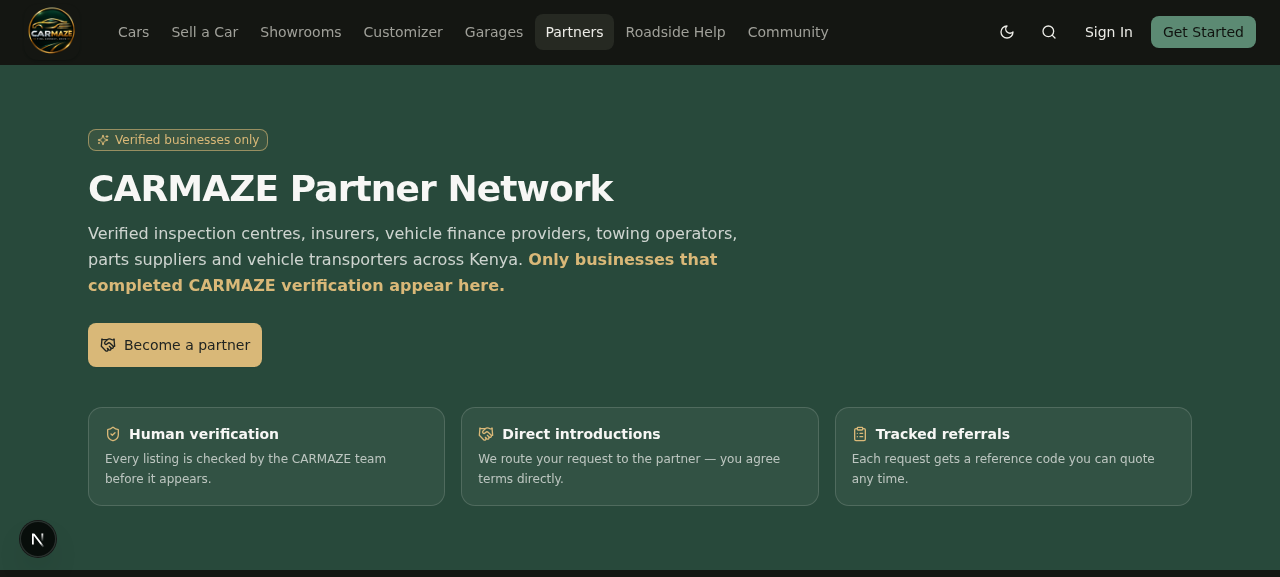 CARMAZE
Cars
Sell a Car
Showrooms
Customizer
Garages
Partners
Roadside Help
Community
Sign In
Get Started
Verified businesses only
CARMAZE Partner Network
Verified inspection centres, insurers, vehicle finance providers, towing operators,
parts suppliers and vehicle transporters across Kenya. Only businesses that
completed CARMAZE verification appear here.
Become a partner
Human verification
Every listing is checked by the CARMAZE team
before it appears.
Direct introductions
We route your request to the partner — you agree
terms directly.
Tracked referrals
Each request gets a reference code you can quote
any time.
N